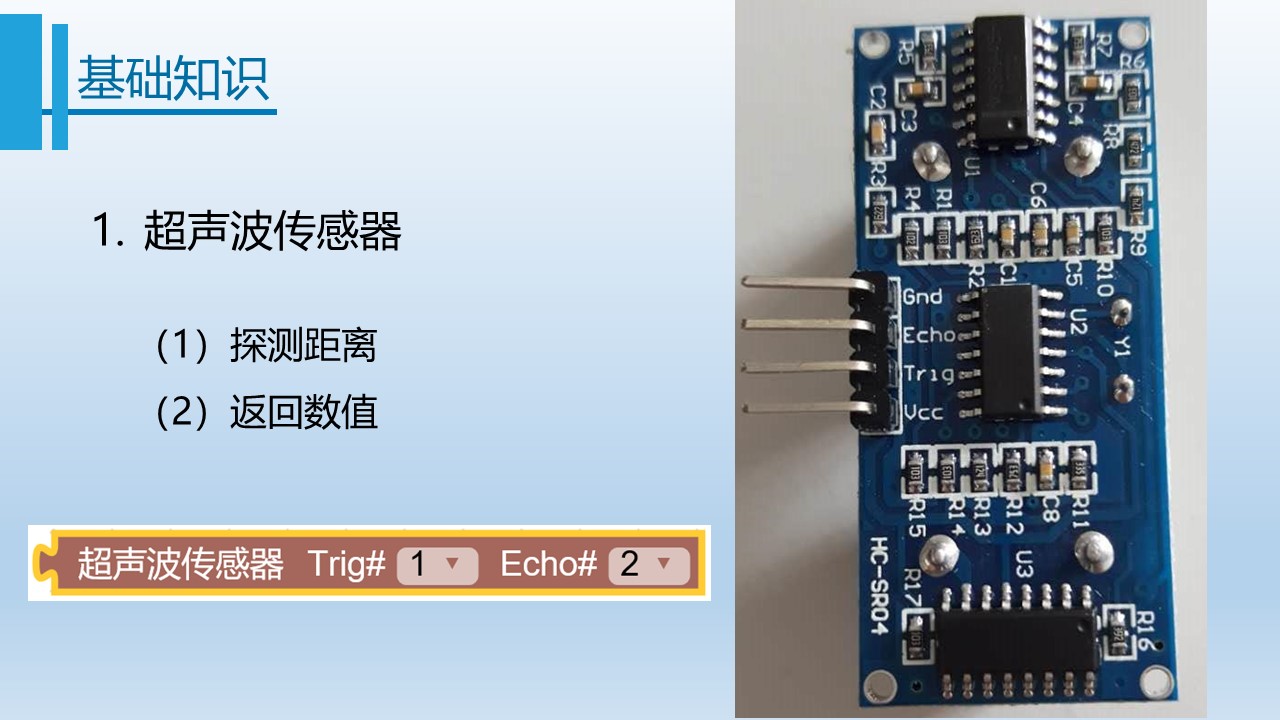 基础知识
1. 超声波传感器
（1）探测距离
（2）返回数值
超声波传感器 Trig# 1 Echo# 2
R5
R7
R6
C2
C3
C4
R8
U1
R3
R4
R1
C6
R9
R2
C1
C5
R10
Gnd
Echo
Trig
Vcc
U2
Y1
R15
R14
R13
R12
C8
R11
HC-SR04
U3
R17
R16